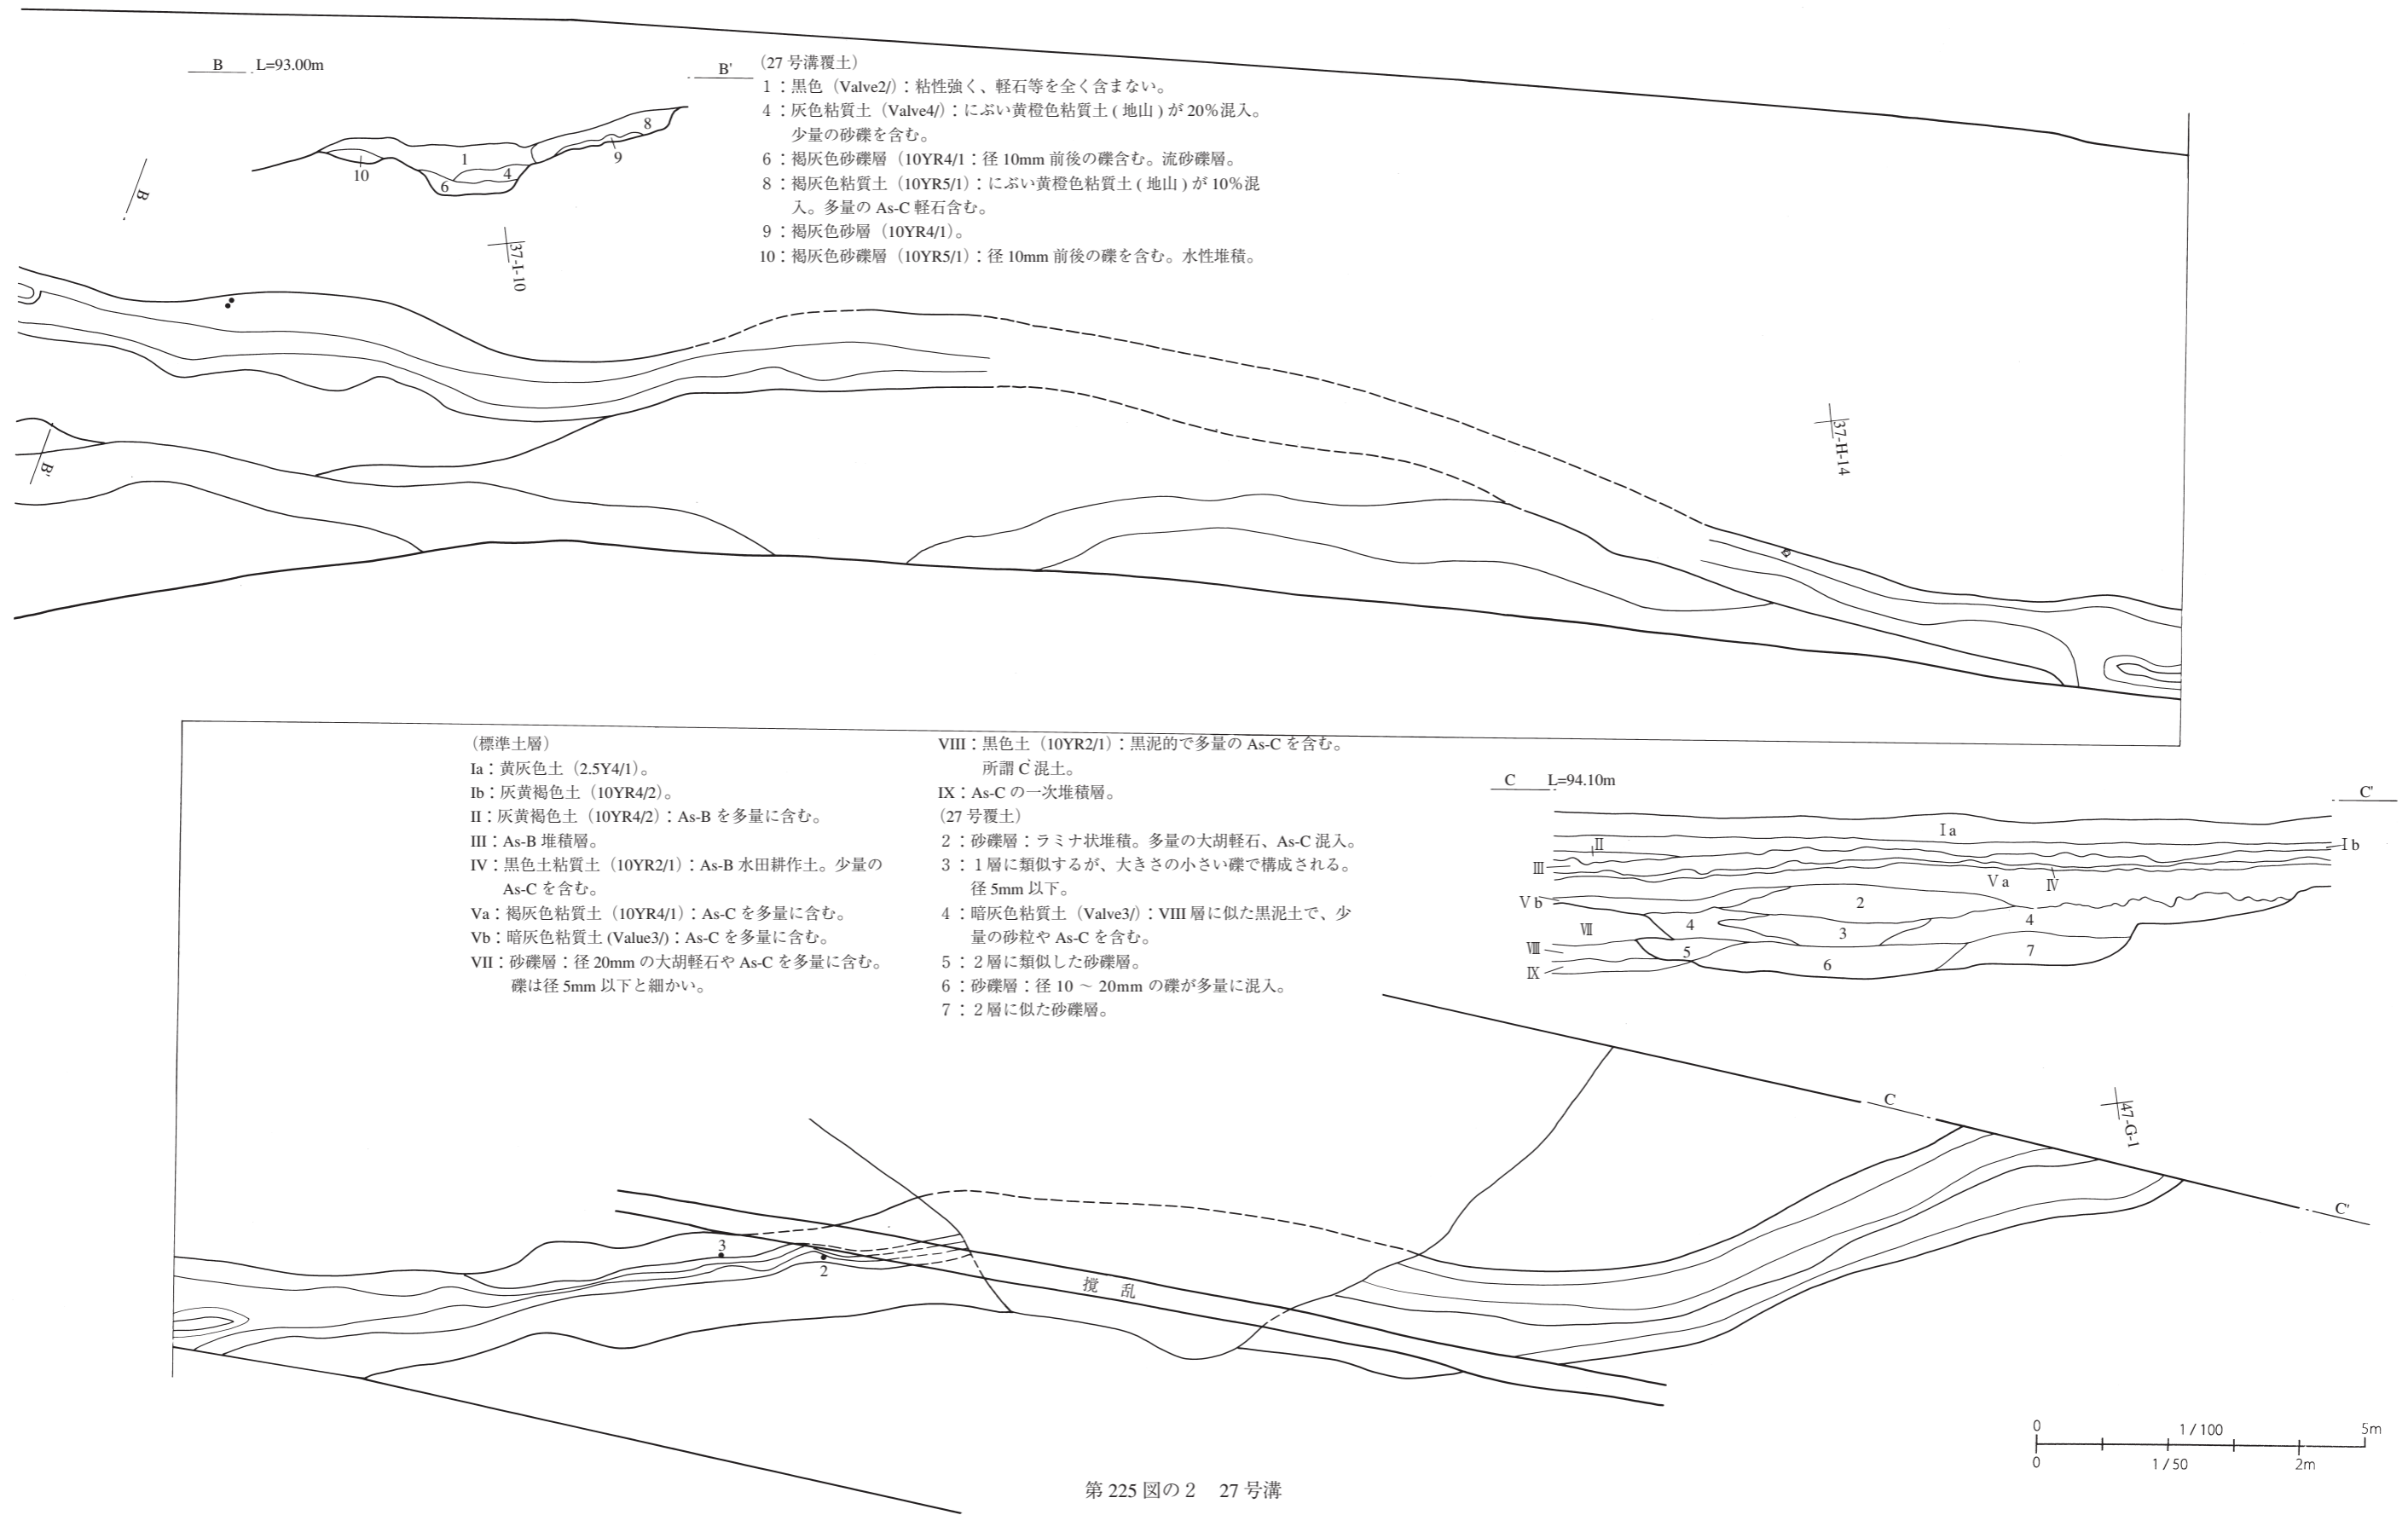 B L=93.00m
B'
(27 号溝覆土)
1：黒色（Valve2/）：粘性強く、軽石等を全く含まない。
4：灰色粘質土（Valve4/）：にぶい黄橙色粘質土 ( 地山 ) が 20％混入。
少量の砂礫を含む。
6：褐灰色砂礫層（10YR4/1：径 10mm 前後の礫含む。流砂礫層。
8：褐灰色粘質土（10YR5/1）：にぶい黄橙色粘質土 ( 地山 ) が 10％混
入。多量の As-C 軽石含む。
9：褐灰色砂層（10YR4/1）。
10：褐灰色砂礫層（10YR5/1）：径 10mm 前後の礫を含む。水性堆積。
8
1
9
10
4
6
B
37-I-10
B'
37-H-14
（標準土層）
Ia：黄灰色土（2.5Y4/1）。
Ib：灰黄褐色土（10YR4/2）。
II：灰黄褐色土（10YR4/2）：As-B を多量に含む。
III：As-B 堆積層。
IV：黒色土粘質土（10YR2/1）：As-B 水田耕作土。少量の
As-C を含む。
Va：褐灰色粘質土（10YR4/1）：As-C を多量に含む。
Vb：暗灰色粘質土 (Value3/)：As-C を多量に含む。
VII：砂礫層：径 20mm の大胡軽石や As-C を多量に含む。
礫は径 5mm 以下と細かい。
VIII：黒色土（10YR2/1）：黒泥的で多量の As-C を含む。
所謂 C 混土。
IX：As-C の一次堆積層。
（27 号覆土）
2：砂礫層：ラミナ状堆積。多量の大胡軽石、As-C 混入。
3：１層に類似するが、大きさの小さい礫で構成される。
径 5mm 以下。
4：暗灰色粘質土（Valve3/）：VIII 層に似た黒泥土で、少
量の砂粒や As-C を含む。
5：２層に類似した砂礫層。
6：砂礫層：径 10 ～ 20mm の礫が多量に混入。
7：２層に似た砂礫層。
C L=94.10m
C'
Ⅰa
Ⅱ
Ⅰb
Ⅲ
Ⅴa
Ⅳ
Ⅴb
2
4
4
Ⅶ
3
Ⅷ
5
7
6
Ⅸ
C
47-G-1
C'
3
2
撹 乱
0 1/100 5m
0 1/50 2m
第 225 図の２ 27 号溝